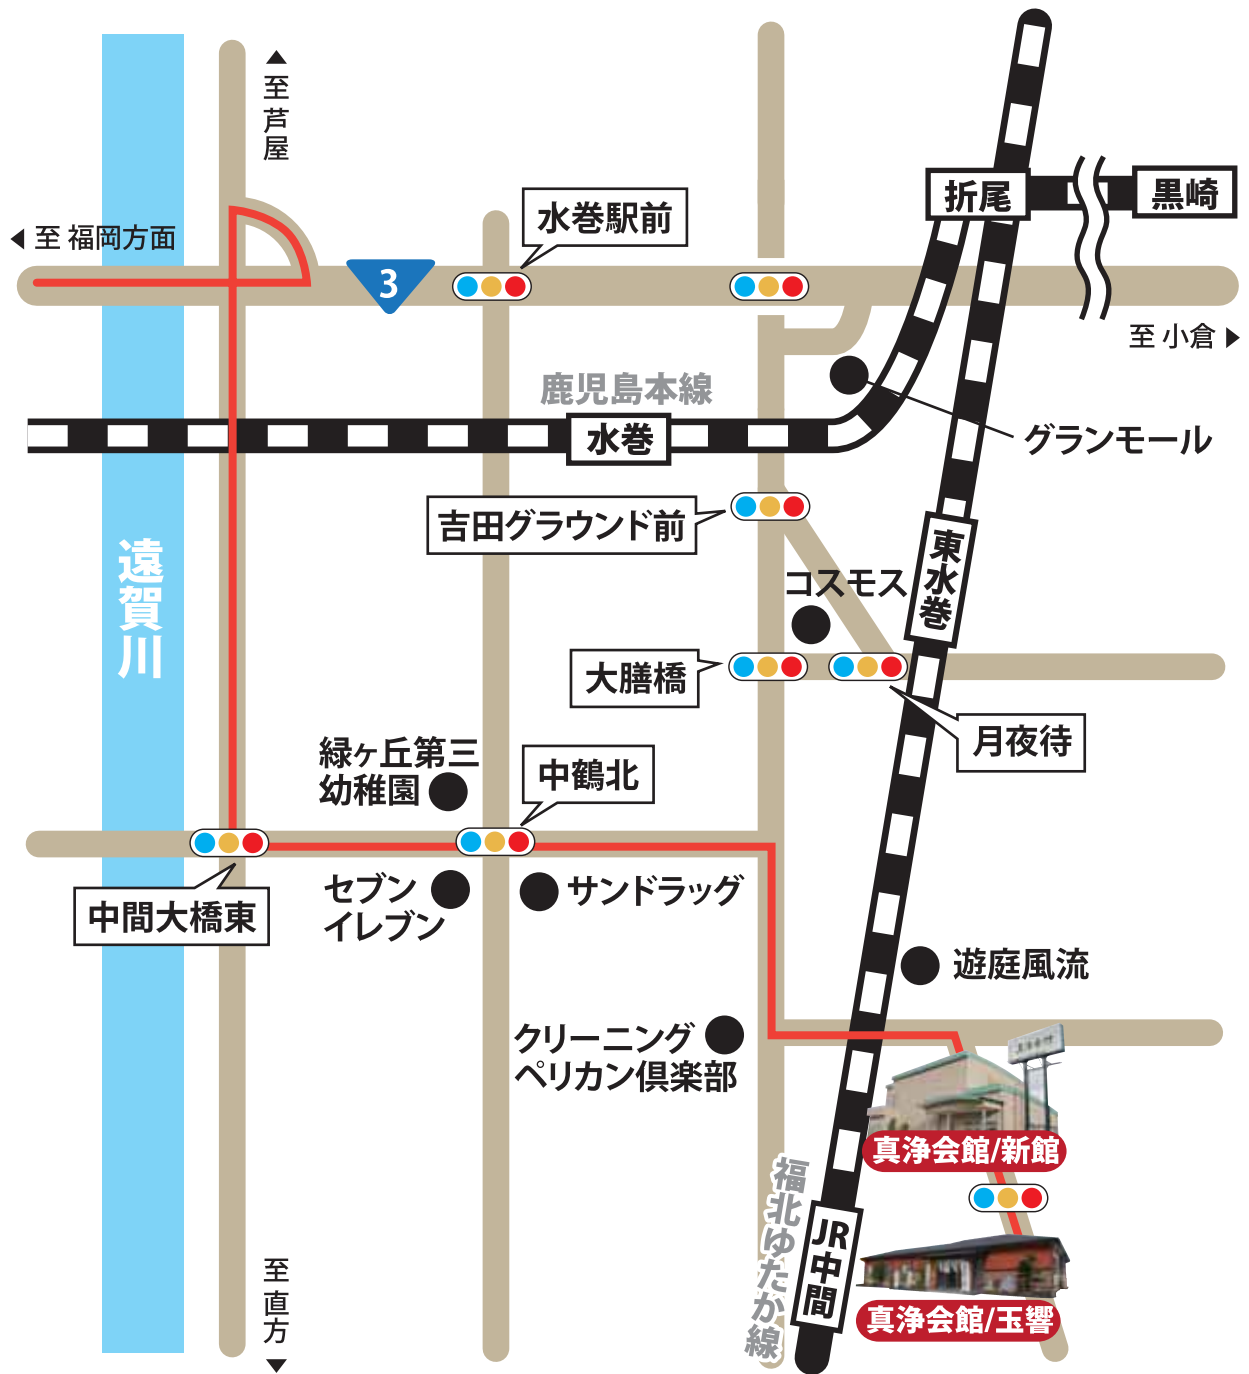 至 芦屋
折尾
黒崎
水巻駅前
至 福岡方面
3
至 小倉
鹿児島本線
水巻
グランモール
吉田グラウンド前
東水巻
遠賀川
コスモス
大膳橋
月夜待
緑ヶ丘第三
幼稚園
中鶴北
中間大橋東
セブン
イレブン
サンドラッグ
遊庭風流
クリーニング
ペリカン倶楽部
真浄会館/新館
福北ゆたか線
JR中間
至 直方
真浄会館/玉響